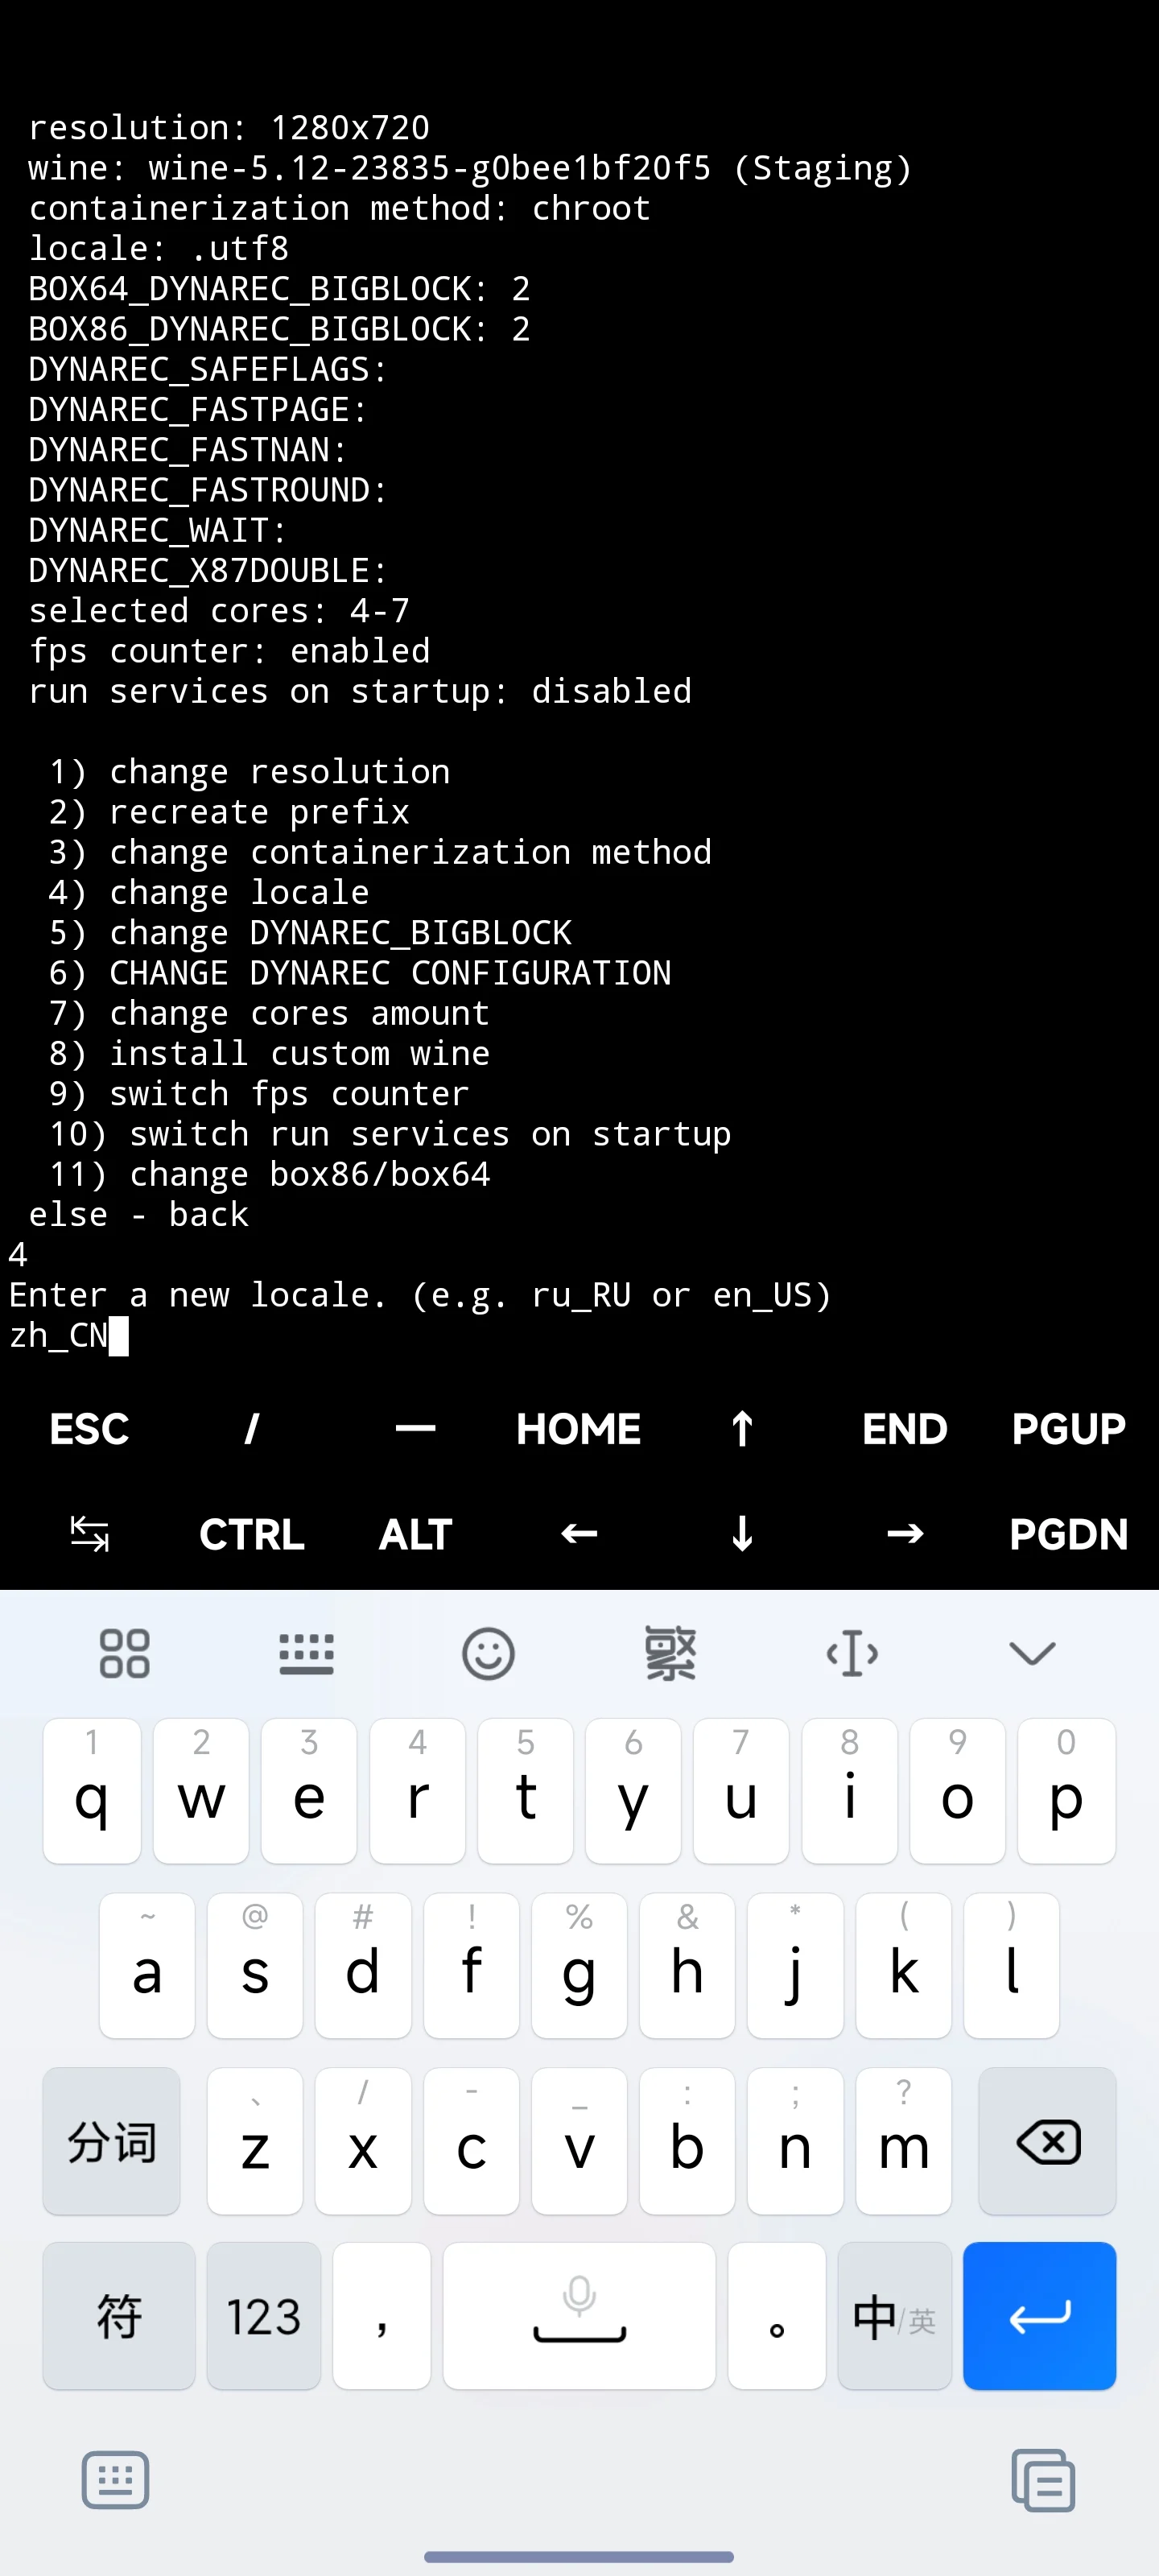 resolution: 1280x720
wine: wine-5.12-23835-g0bee1bf20f5 (Staging)
containerization method: chroot
locale: .utf8
BOX64_DYNAREC_BIGBLOCK: 2
BOX86_DYNAREC_BIGBLOCK: 2
DYNAREC_SAFEFLAGS:
DYNAREC_FASTPAGE:
DYNAREC_FASTNAN:
DYNAREC_FASTROUND:
DYNAREC_WAIT:
DYNAREC_X87DOUBLE:
selected cores: 4-7
fps counter: enabled
run services on startup: disabled
1) change resolution
2) recreate prefix
3) change containerization method
4) change locale
5) change DYNAREC_BIGBLOCK
6) CHANGE DYNAREC CONFIGURATION
7) change cores amount
8) install custom wine
9) switch fps counter
10) switch run services on startup
11) change box86/box64
else - back
4
Enter a new locale. (e.g. ru_RU or en_US)
zh_CN
ESC / — HOME ↑ END PGUP
↹ CTRL ALT ← ↓ → PGDN
繁
1 2 3 4 5 6 7 8 9 0
q w e r t y u i o p
~ @ # ! % & * ( )
a s d f g h j k l
、 / - _ : ; ?
分词 z x c v b n m
符 123 , 。 中/英